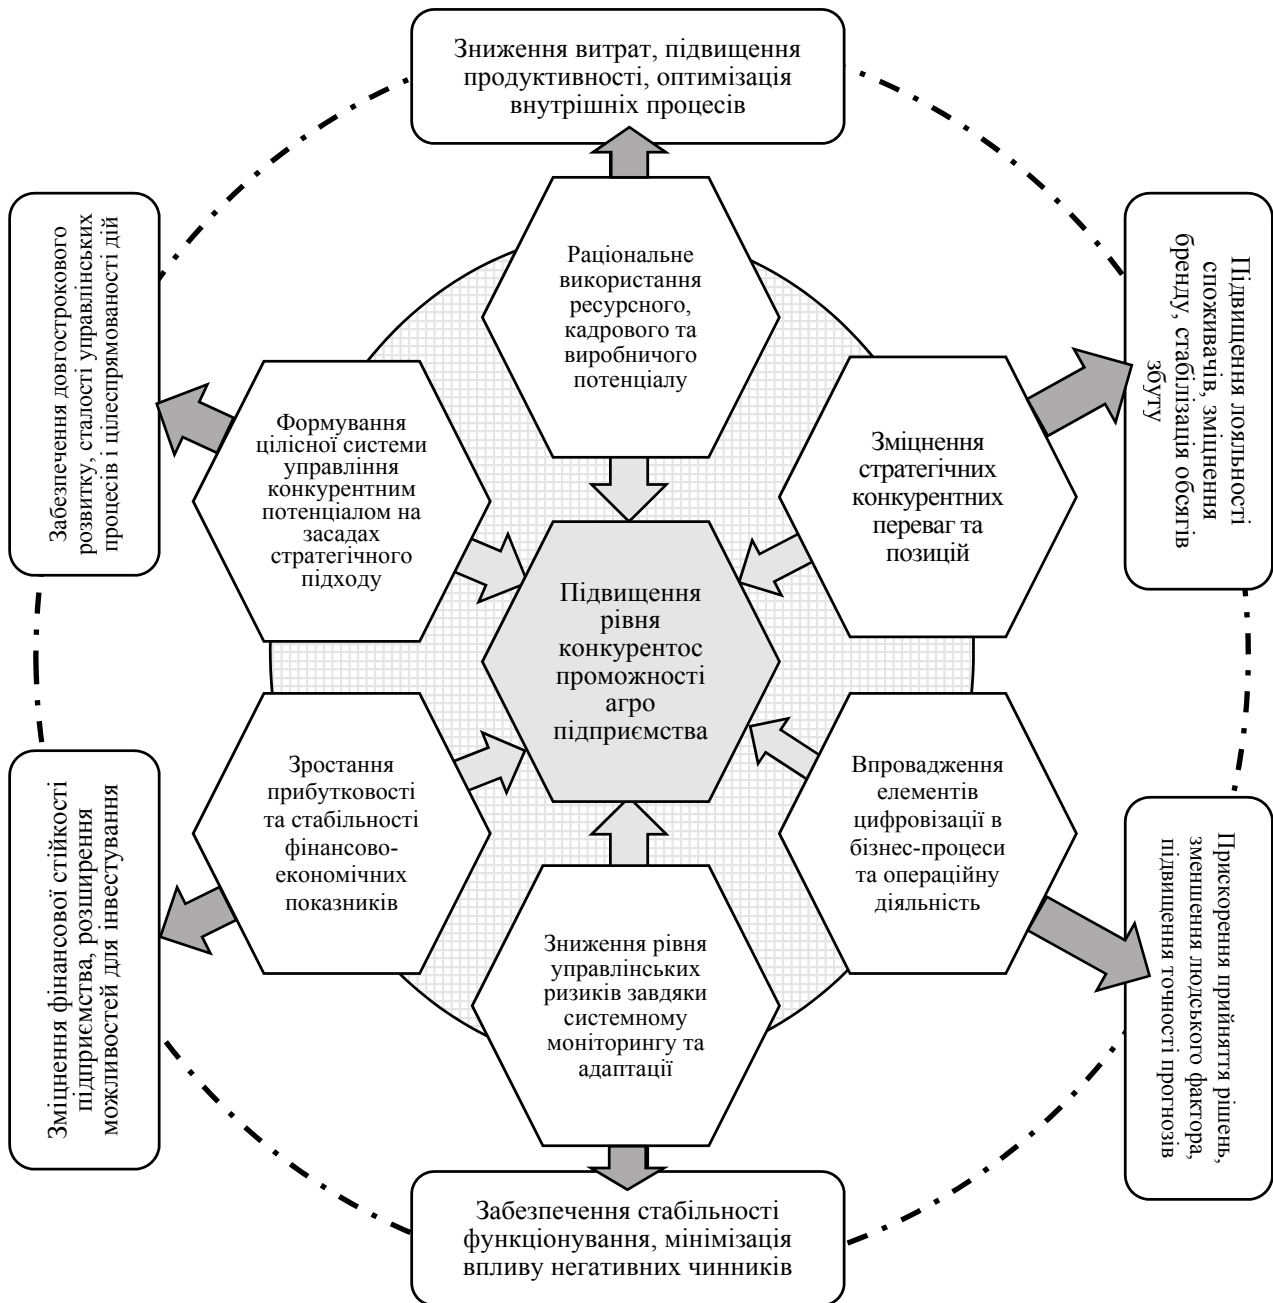 Зниження витрат, підвищення
продуктивності, оптимізація
внутрішніх процесів
Забезпечення довгострокового
розвитку, сталості управлінських
процесів і цілеспрямованості дій
Раціональне
використання
ресурсного,
кадрового та
виробничого
потенціалу
Підвищення лояльності
споживачів, зміцнення
бренду, стабілізація обсягів
збуту
Формування
цілісної системи
управління
конкурентним
потенціалом на
засадах
стратегічного
підходу
Зміцнення
стратегічних
конкурентних
переваг та
позицій
Підвищення
рівня
конкурентос
проможності
агро
підприємства
Зростання
прибутковості
та стабільності
фінансово-
економічних
показників
Впровадження
елементів
цифровізації в
бізнес-процеси
та операційну
діяльність
Зміцнення фінансової стійкості
підприємства, розширення
можливостей для інвестування
Зниження рівня
управлінських
ризиків завдяки
системному
моніторингу та
адаптації
Прискорення прийняття рішень,
зменшення людського фактора,
підвищення точності прогнозів
Забезпечення стабільності
функціонування, мінімізація
впливу негативних чинників